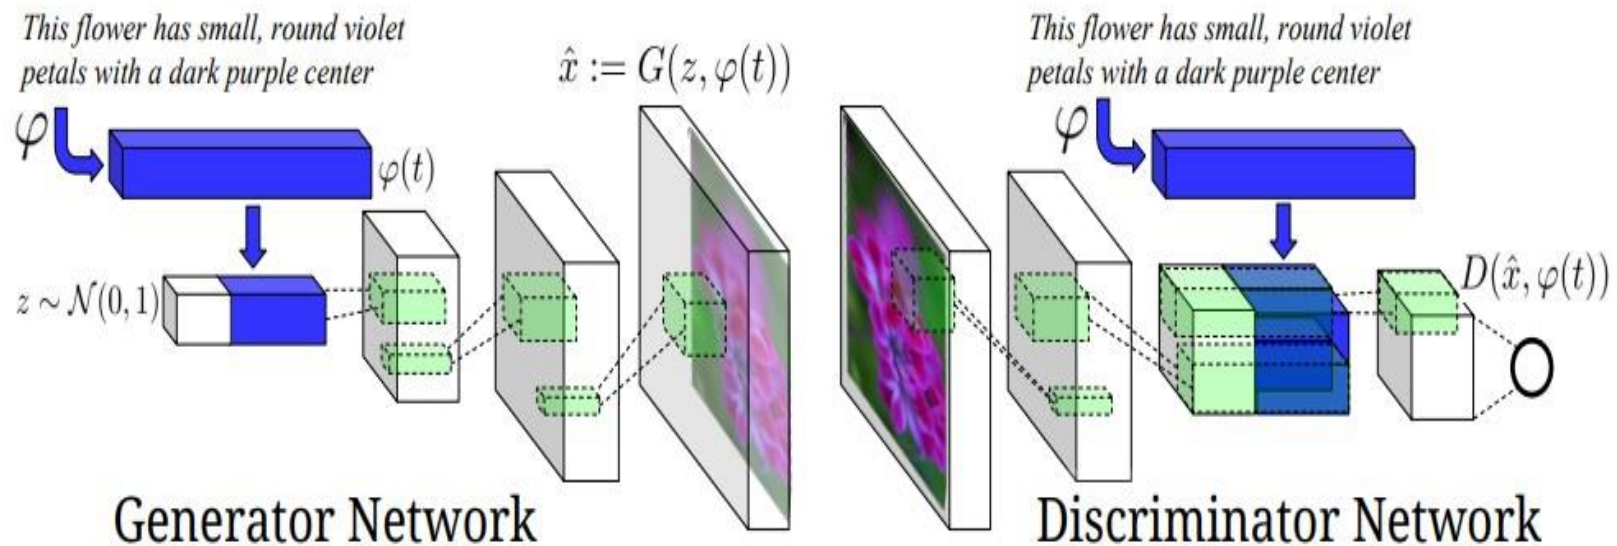 This flower has small, round violet
petals with a dark purple center
φ
φ(t)
z ~ 𝒩(0, 1)
x̂ := G(z, φ(t))
Generator Network
This flower has small, round violet
petals with a dark purple center
φ
D(x̂, φ(t))
Discriminator Network